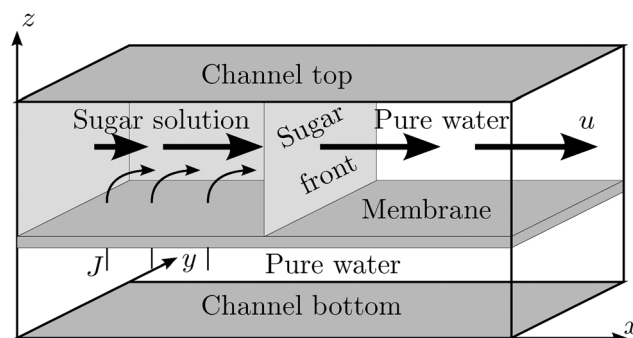 z
Channel top
Sugar solution
Sugar
front
Pure water
u
Membrane
J
y
Pure water
Channel bottom
x